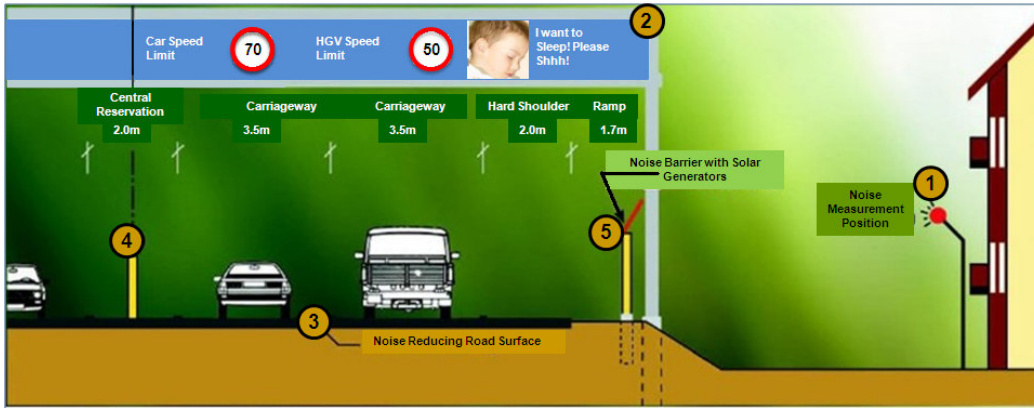 2
Car Speed
Limit
70
HGV Speed
Limit
50
I want to
Sleep! Please
Shhh!
Central
Reservation
2.0m
Carriageway
3.5m
Carriageway
3.5m
Hard Shoulder
2.0m
Ramp
1.7m
Noise Barrier with Solar
Generators
1
Noise
Measurement
Position
4
5
3
Noise Reducing Road Surface